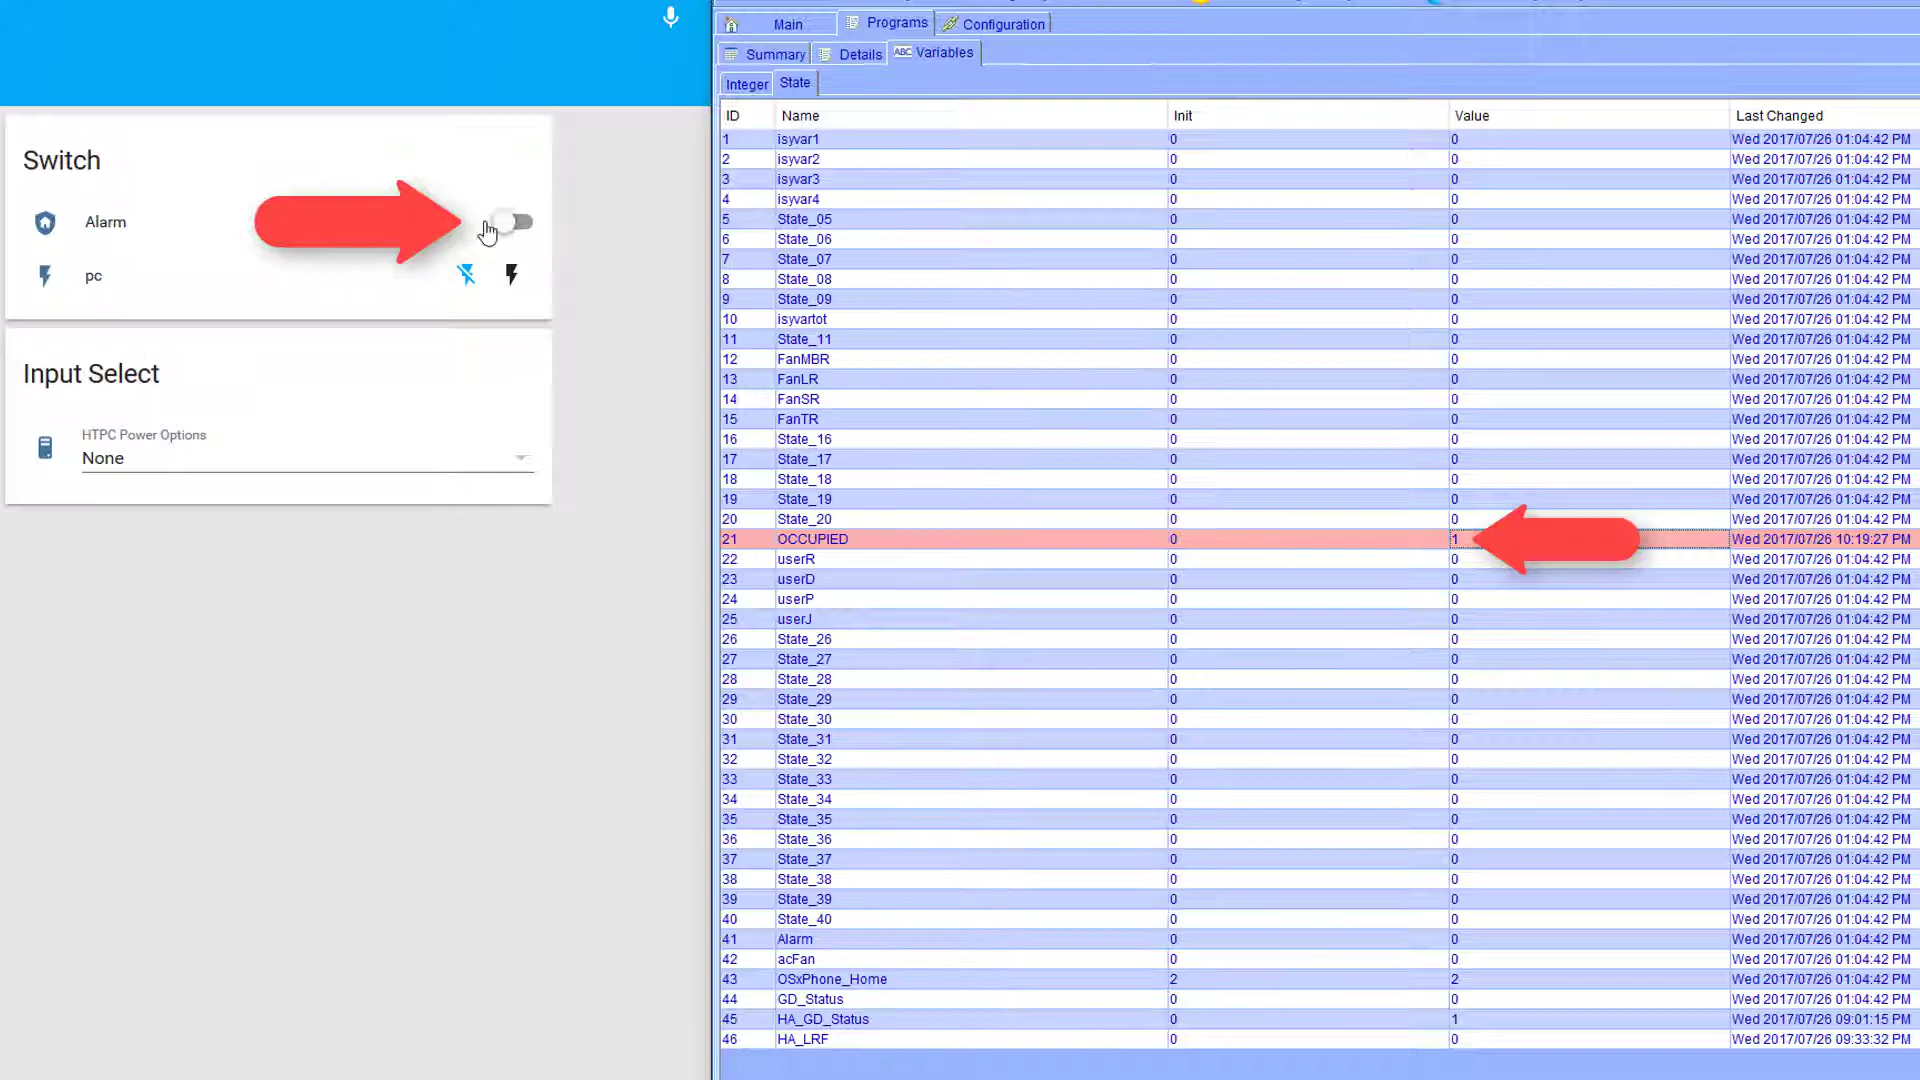 Switch
Alarm
pc
Input Select
HTPC Power Options
None
Main Programs Configuration
Summary Details ABC Variables
Integer State
ID Name Init Value Last Changed
1 isyvar1 0 0 Wed 2017/07/26 01:04:42 PM
2 isyvar2 0 0 Wed 2017/07/26 01:04:42 PM
3 isyvar3 0 0 Wed 2017/07/26 01:04:42 PM
4 isyvar4 0 0 Wed 2017/07/26 01:04:42 PM
5 State_05 0 0 Wed 2017/07/26 01:04:42 PM
6 State_06 0 0 Wed 2017/07/26 01:04:42 PM
7 State_07 0 0 Wed 2017/07/26 01:04:42 PM
8 State_08 0 0 Wed 2017/07/26 01:04:42 PM
9 State_09 0 0 Wed 2017/07/26 01:04:42 PM
10 isyvartot 0 0 Wed 2017/07/26 01:04:42 PM
11 State_11 0 0 Wed 2017/07/26 01:04:42 PM
12 FanMBR 0 0 Wed 2017/07/26 01:04:42 PM
13 FanLR 0 0 Wed 2017/07/26 01:04:42 PM
14 FanSR 0 0 Wed 2017/07/26 01:04:42 PM
15 FanTR 0 0 Wed 2017/07/26 01:04:42 PM
16 State_16 0 0 Wed 2017/07/26 01:04:42 PM
17 State_17 0 0 Wed 2017/07/26 01:04:42 PM
18 State_18 0 0 Wed 2017/07/26 01:04:42 PM
19 State_19 0 0 Wed 2017/07/26 01:04:42 PM
20 State_20 0 0 Wed 2017/07/26 01:04:42 PM
21 OCCUPIED 0 1 Wed 2017/07/26 10:19:27 PM
22 userR 0 0 Wed 2017/07/26 01:04:42 PM
23 userD 0 0 Wed 2017/07/26 01:04:42 PM
24 userP 0 0 Wed 2017/07/26 01:04:42 PM
25 userJ 0 0 Wed 2017/07/26 01:04:42 PM
26 State_26 0 0 Wed 2017/07/26 01:04:42 PM
27 State_27 0 0 Wed 2017/07/26 01:04:42 PM
28 State_28 0 0 Wed 2017/07/26 01:04:42 PM
29 State_29 0 0 Wed 2017/07/26 01:04:42 PM
30 State_30 0 0 Wed 2017/07/26 01:04:42 PM
31 State_31 0 0 Wed 2017/07/26 01:04:42 PM
32 State_32 0 0 Wed 2017/07/26 01:04:42 PM
33 State_33 0 0 Wed 2017/07/26 01:04:42 PM
34 State_34 0 0 Wed 2017/07/26 01:04:42 PM
35 State_35 0 0 Wed 2017/07/26 01:04:42 PM
36 State_36 0 0 Wed 2017/07/26 01:04:42 PM
37 State_37 0 0 Wed 2017/07/26 01:04:42 PM
38 State_38 0 0 Wed 2017/07/26 01:04:42 PM
39 State_39 0 0 Wed 2017/07/26 01:04:42 PM
40 State_40 0 0 Wed 2017/07/26 01:04:42 PM
41 Alarm 0 0 Wed 2017/07/26 01:04:42 PM
42 acFan 0 0 Wed 2017/07/26 01:04:42 PM
43 OSxPhone_Home 2 2 Wed 2017/07/26 01:04:42 PM
44 GD_Status 0 0 Wed 2017/07/26 01:04:42 PM
45 HA_GD_Status 0 1 Wed 2017/07/26 09:01:15 PM
46 HA_LRF 0 0 Wed 2017/07/26 09:33:32 PM